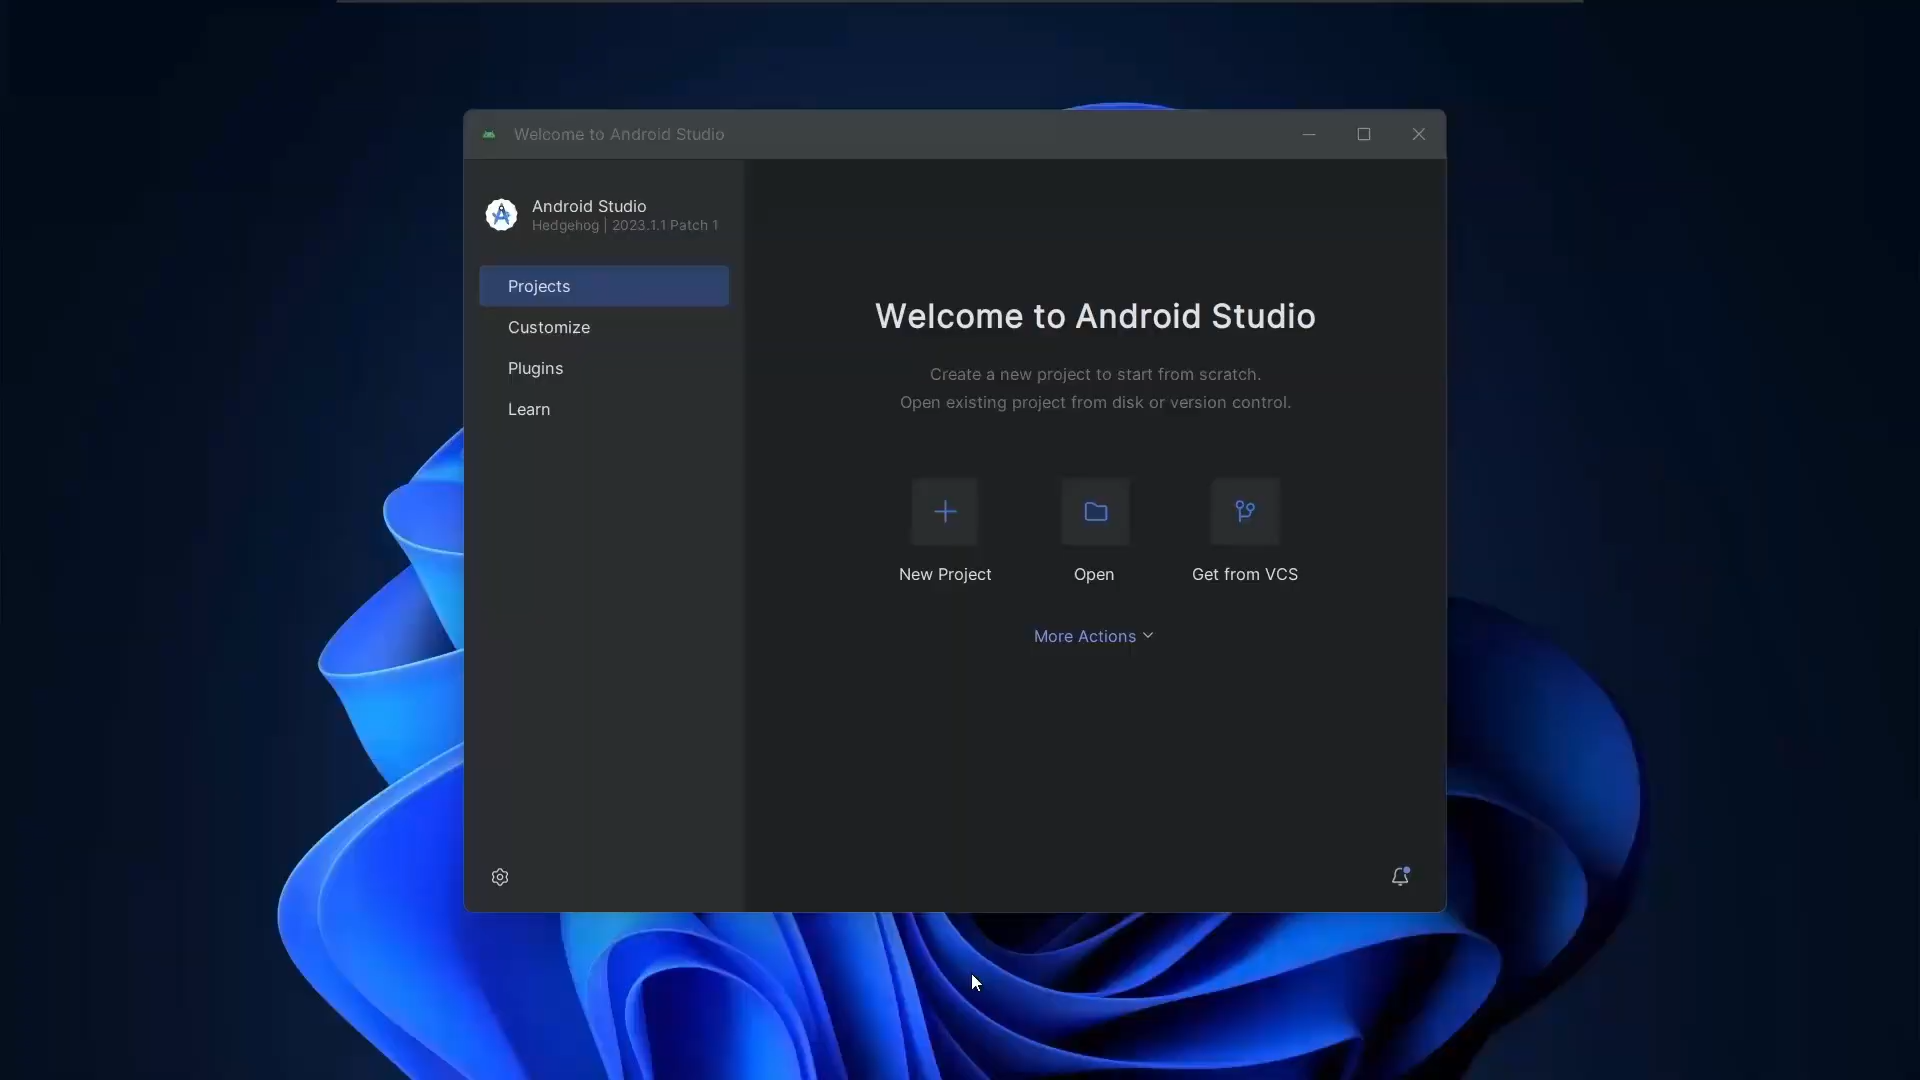 Welcome to Android Studio
Android Studio
Hedgehog | 2023.1.1 Patch 1
Projects
Customize
Plugins
Learn
Welcome to Android Studio
Create a new project to start from scratch.
Open existing project from disk or version control.
New Project
Open
Get from VCS
More Actions